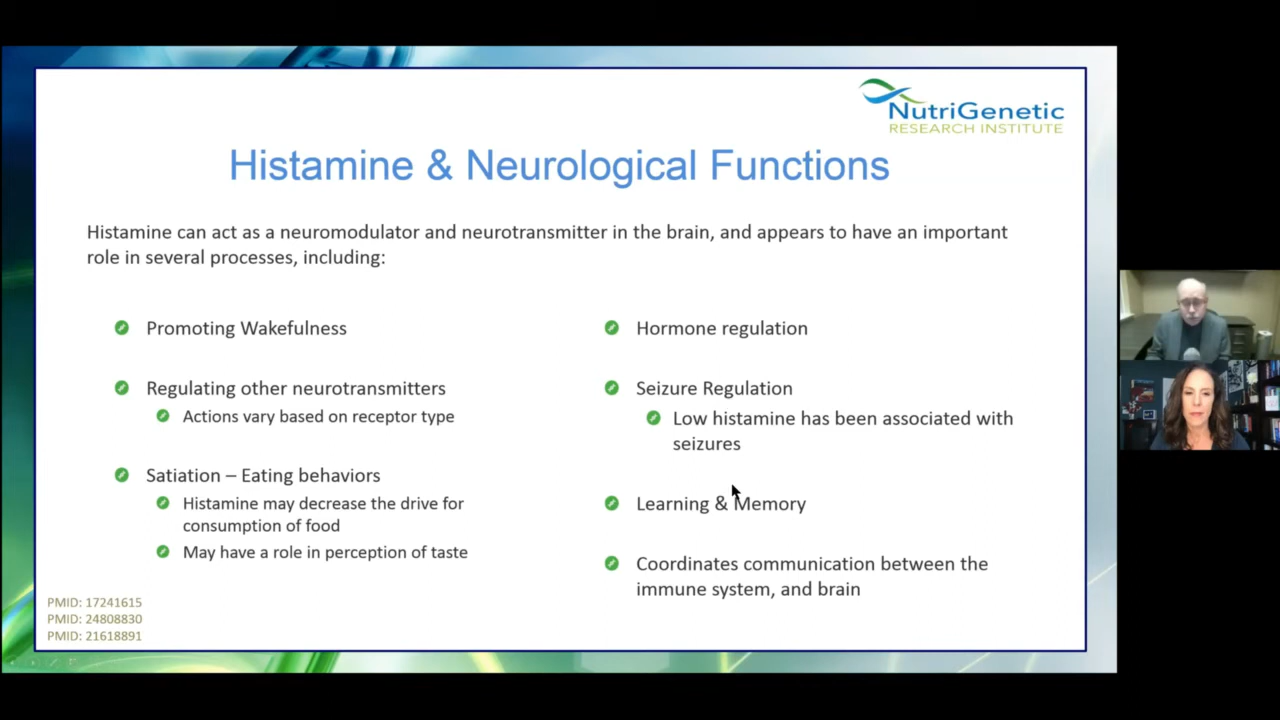 NutriGenetic
RESEARCH INSTITUTE
Histamine & Neurological Functions
Histamine can act as a neuromodulator and neurotransmitter in the brain, and appears to have an important
role in several processes, including:
Promoting Wakefulness
Regulating other neurotransmitters
Actions vary based on receptor type
Satiation – Eating behaviors
Histamine may decrease the drive for
consumption of food
May have a role in perception of taste
Hormone regulation
Seizure Regulation
Low histamine has been associated with
seizures
Learning & Memory
Coordinates communication between the
immune system, and brain
PMID: 17241615
PMID: 24808830
PMID: 21618891